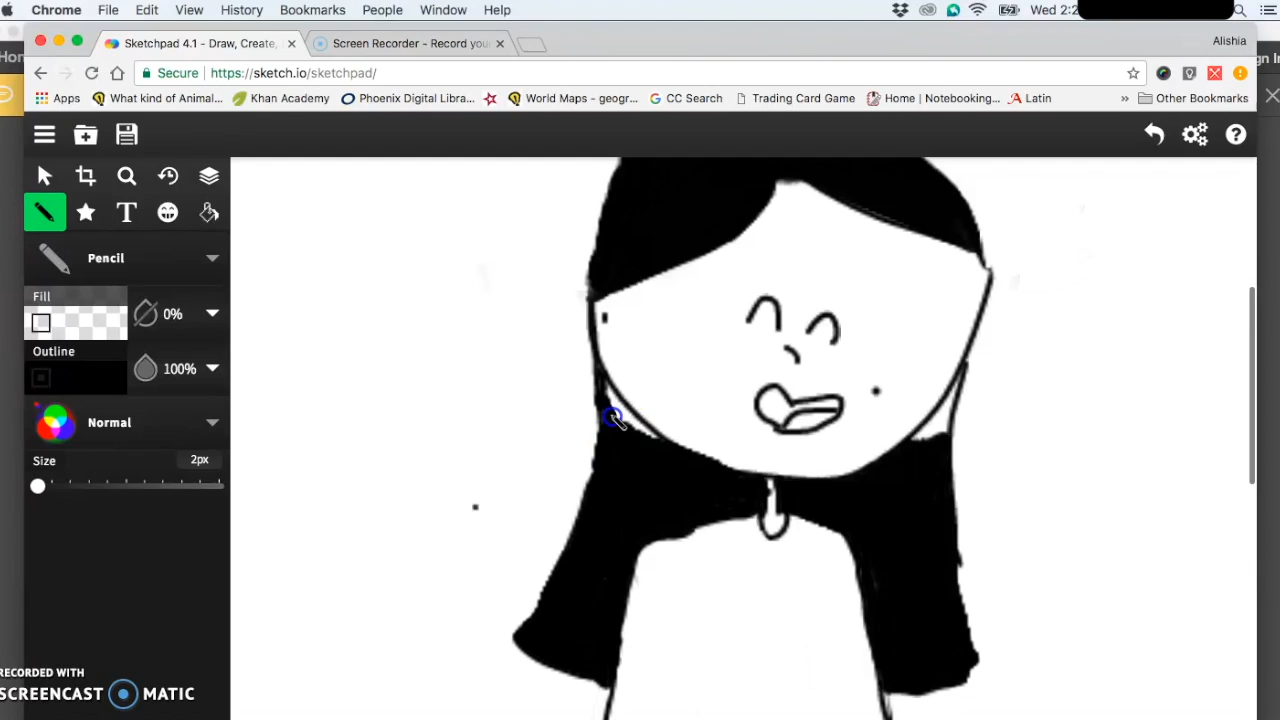 Chrome File Edit View History Bookmarks People Window Help Wed 2:2
Sketchpad 4.1 - Draw, Create, Screen Recorder - Record you Alishia
Secure https://sketch.io/sketchpad/
Apps What kind of Animal... Khan Academy Phoenix Digital Libra... World Maps - geogr... CC Search Trading Card Game Home | Notebooking... Latin » Other Bookmarks
T
Pencil
Fill
0%
Outline
100%
Normal
Size 2px
RECORDED WITH
SCREENCAST MATIC